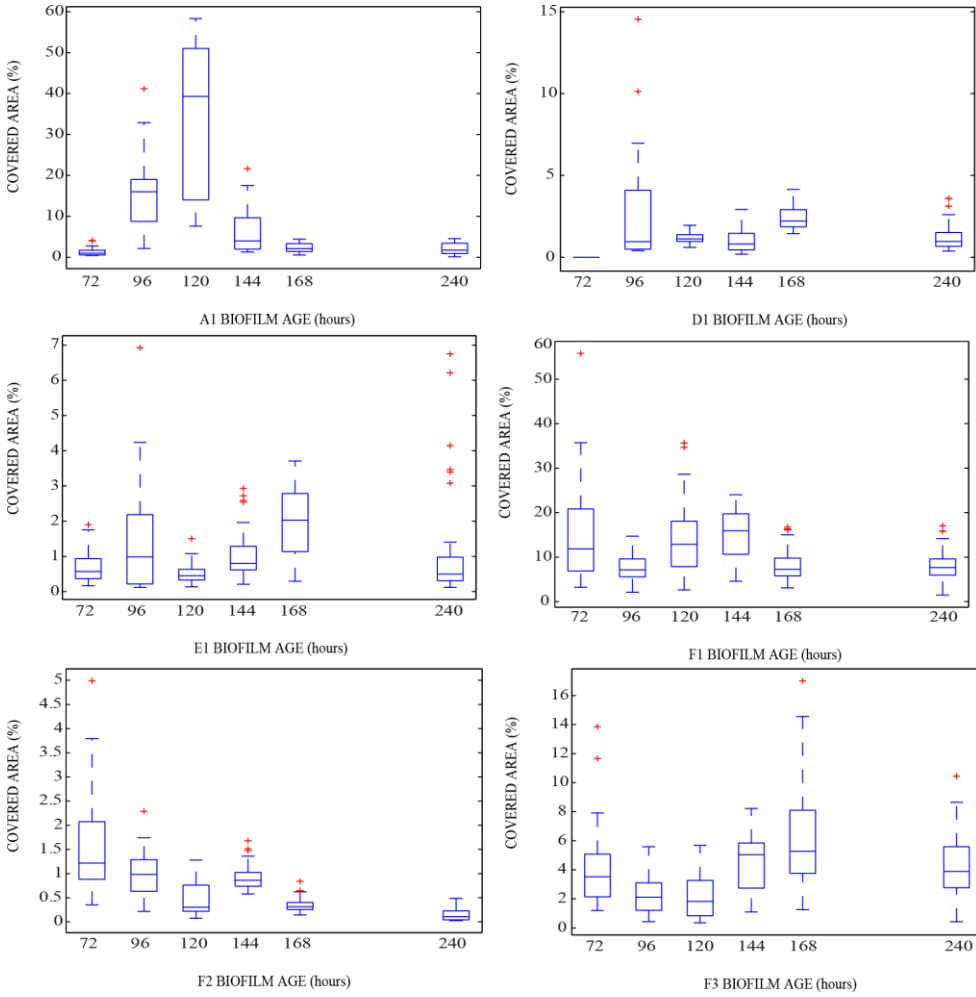 COVERED AREA (%)
60
50
40
30
20
10
0
72 96 120 144 168 240
A1 BIOFILM AGE (hours)
COVERED AREA (%)
15
10
5
0
72 96 120 144 168 240
D1 BIOFILM AGE (hours)
COVERED AREA (%)
7
6
5
4
3
2
1
0
72 96 120 144 168 240
E1 BIOFILM AGE (hours)
COVERED AREA (%)
60
50
40
30
20
10
0
72 96 120 144 168 240
F1 BIOFILM AGE (hours)
COVERED AREA (%)
5
4.5
4
3.5
3
2.5
2
1.5
1
0.5
0
72 96 120 144 168 240
F2 BIOFILM AGE (hours)
COVERED AREA (%)
16
14
12
10
8
6
4
2
0
72 96 120 144 168 240
F3 BIOFILM AGE (hours)